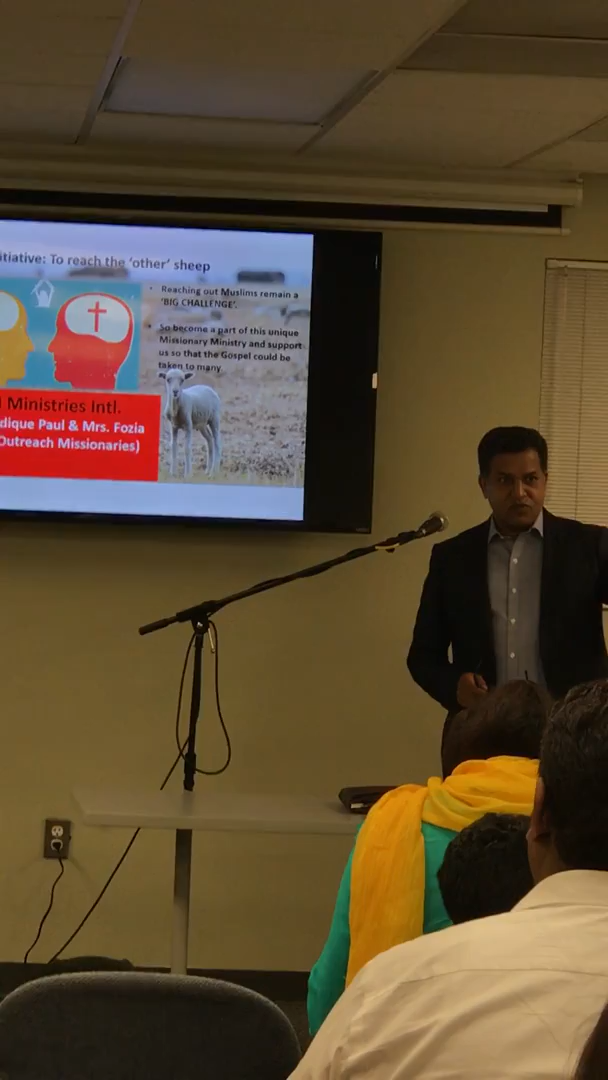 tiative: To reach the 'other' sheep
• Reaching out Muslims remain a
'BIG CHALLENGE'.
• So become a part of this unique
Missionary Ministry and support
us so that the Gospel could be
taken to many.
Ministries Intl.
dique Paul & Mrs. Fozia
Outreach Missionaries)